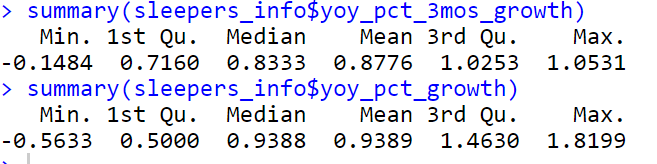 > summary(sleepers_info$yoy_pct_3mos_growth)
Min. 1st Qu. Median Mean 3rd Qu. Max.
-0.1484 0.7160 0.8333 0.8776 1.0253 1.0531
> summary(sleepers_info$yoy_pct_growth)
Min. 1st Qu. Median Mean 3rd Qu. Max.
-0.5633 0.5000 0.9388 0.9389 1.4630 1.8199